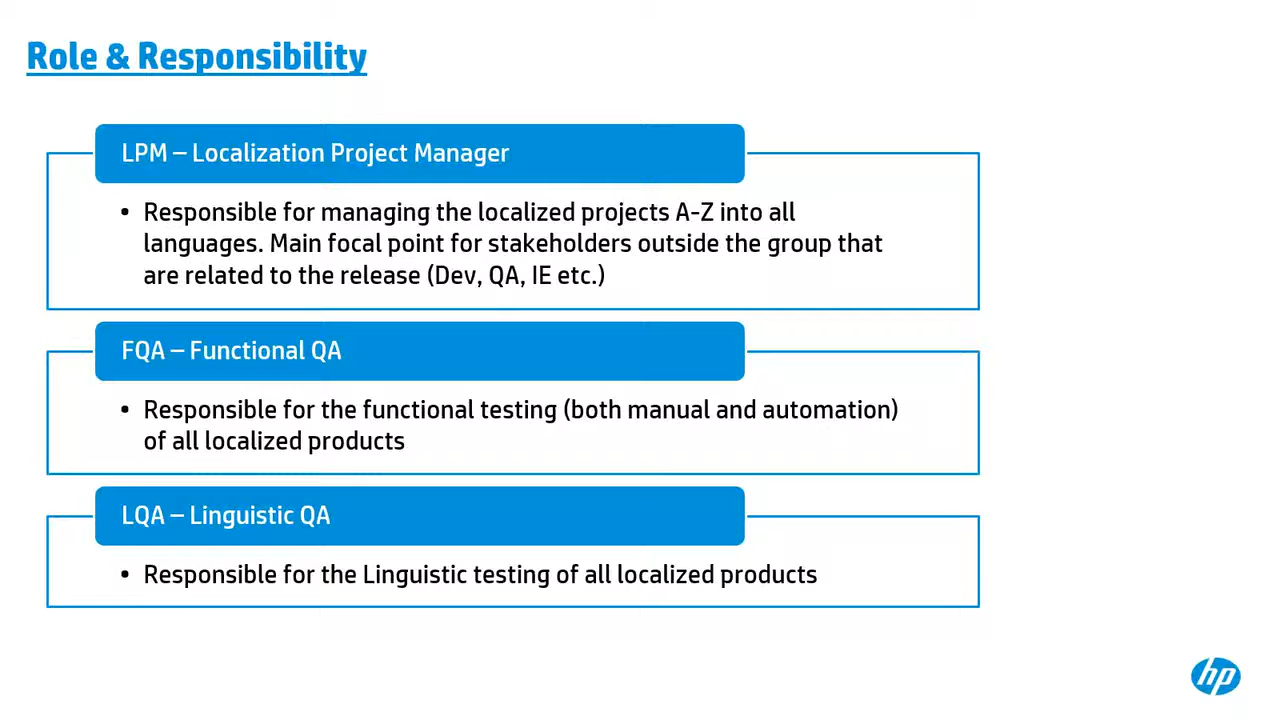 Role & Responsibility
LPM – Localization Project Manager
• Responsible for managing the localized projects A-Z into all
languages. Main focal point for stakeholders outside the group that
are related to the release (Dev, QA, IE etc.)
FQA – Functional QA
• Responsible for the functional testing (both manual and automation)
of all localized products
LQA – Linguistic QA
• Responsible for the Linguistic testing of all localized products
hp